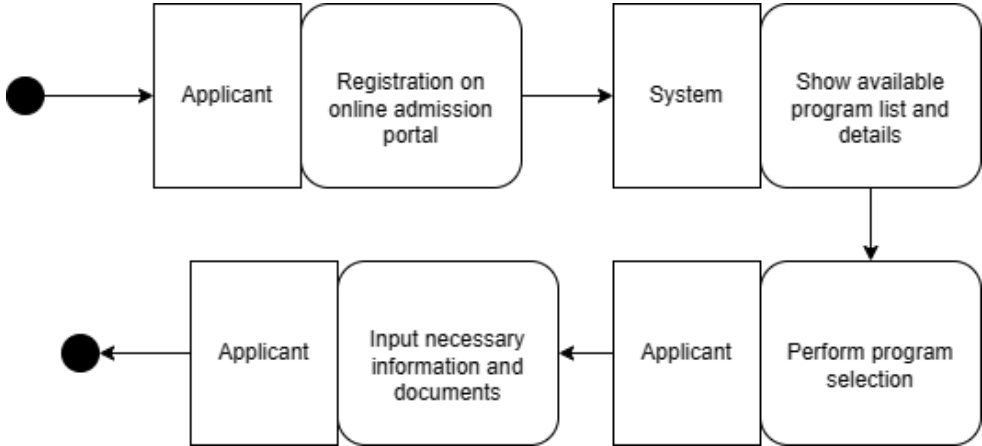 Applicant
Registration on
online admission
portal
System
Show available
program list and
details
Applicant
Input necessary
information and
documents
Applicant
Perform program
selection